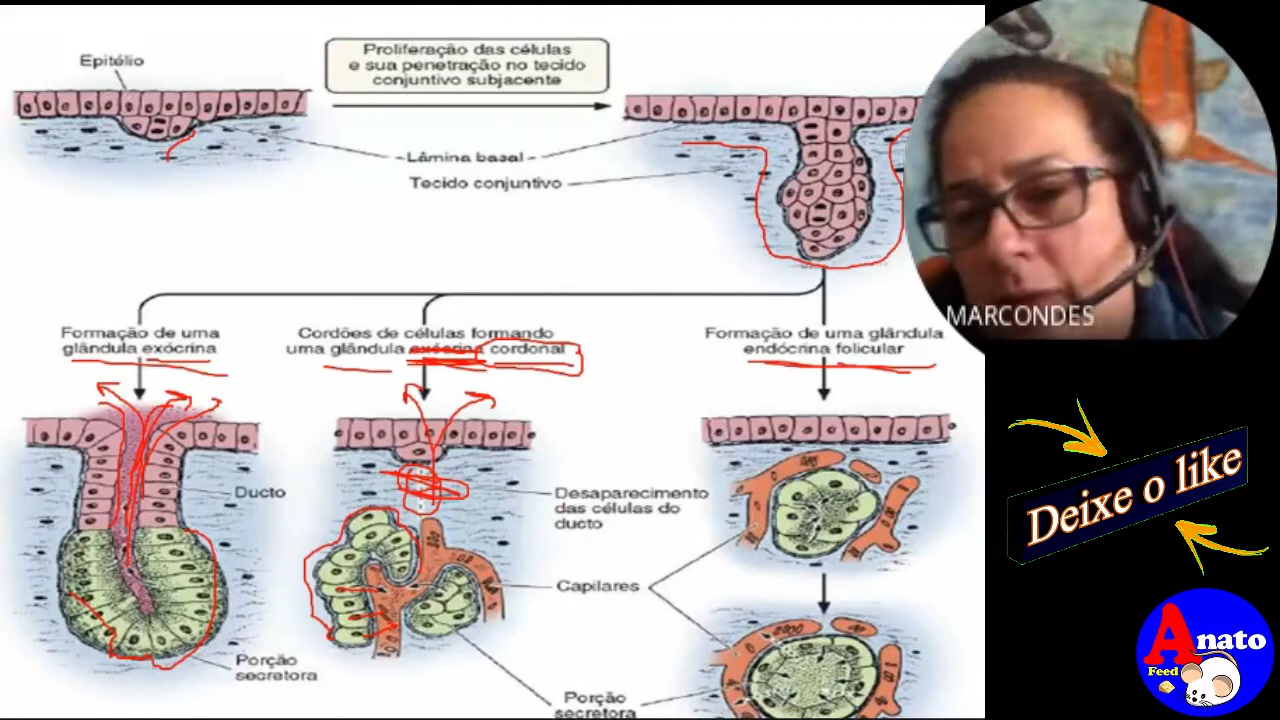 Epitélio
Proliferação das células
e sua penetração no tecido
conjuntivo subjacente
Lâmina basal
Tecido conjuntivo
MARCONDES
Formação de uma
glândula exócrina
Cordões de células formando
uma glândula exócrina cordonal
Formação de uma glândula
endócrina folicular
Ducto
Desaparecimento
das células do
ducto
Capilares
Porção
secretora
Porção
secretora
Deixe o like
Anato
Feed